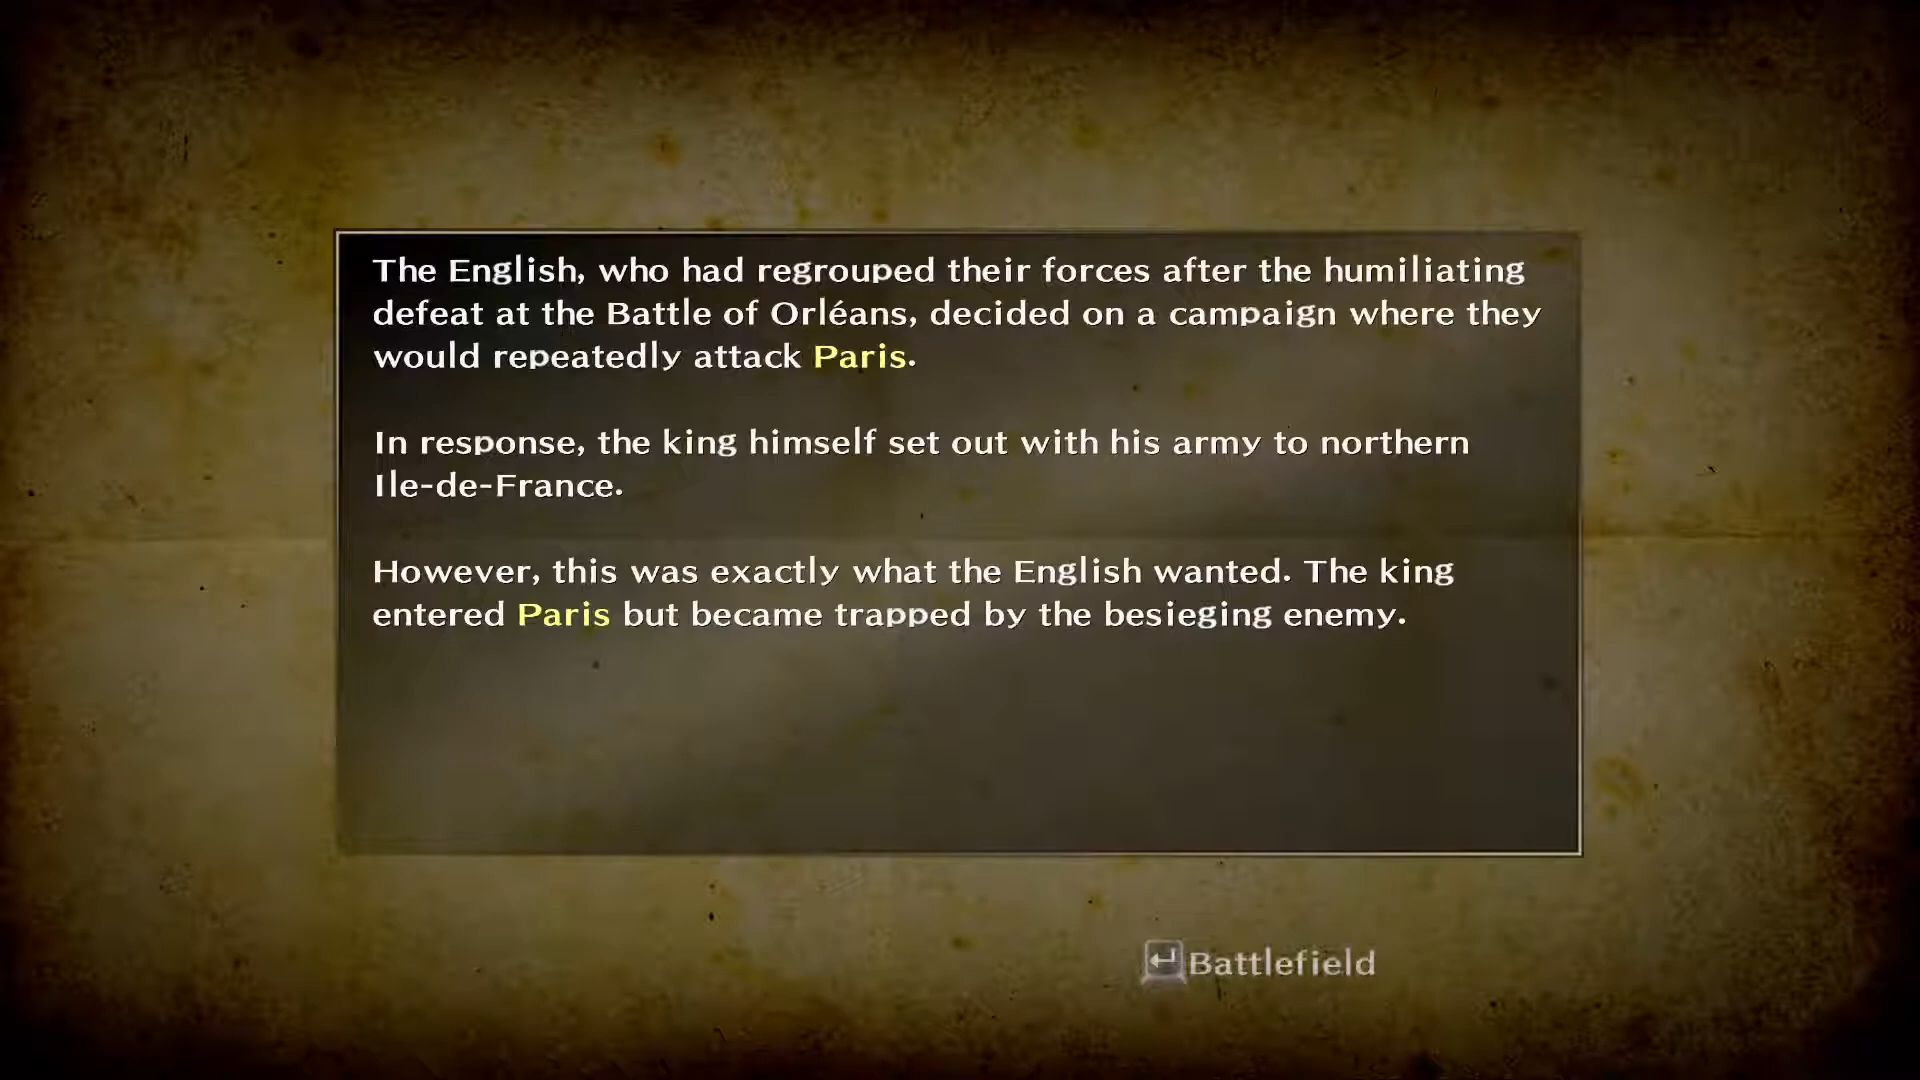 The English, who had regrouped their forces after the humiliating
defeat at the Battle of Orléans, decided on a campaign where they
would repeatedly attack Paris.
In response, the king himself set out with his army to northern
Ile-de-France.
However, this was exactly what the English wanted. The king
entered Paris but became trapped by the besieging enemy.
Battlefield